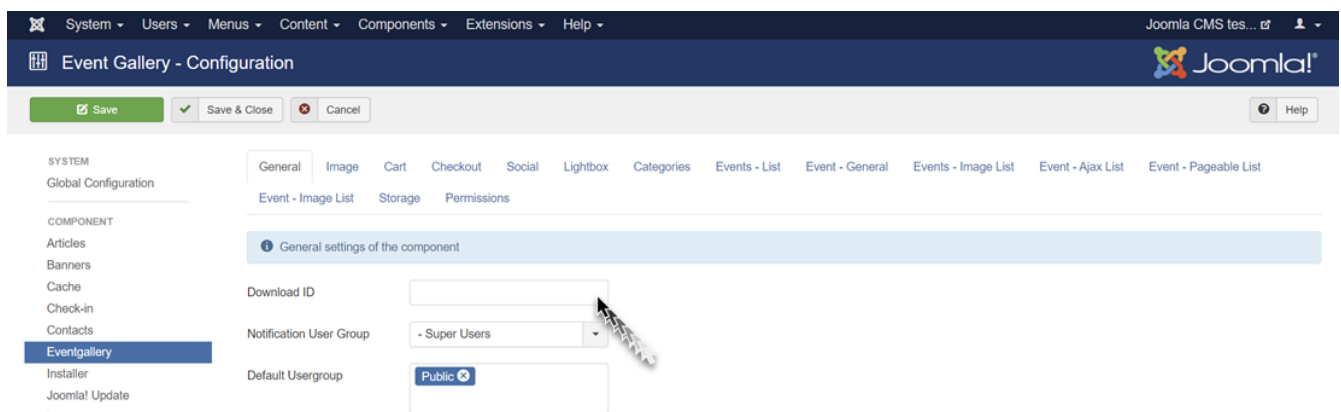 System Users Menus Content Components Extensions Help Joomla CMS tes...
Event Gallery - Configuration Joomla!®
Save Save & Close Cancel Help
SYSTEM
Global Configuration
COMPONENT
Articles
Banners
Cache
Check-in
Contacts
Eventgallery
Installer
Joomla! Update
General Image Cart Checkout Social Lightbox Categories Events - List Event - General Events - Image List Event - Ajax List Event - Pageable List
Event - Image List Storage Permissions
General settings of the component
Download ID
Notification User Group - Super Users
Default Usergroup Public